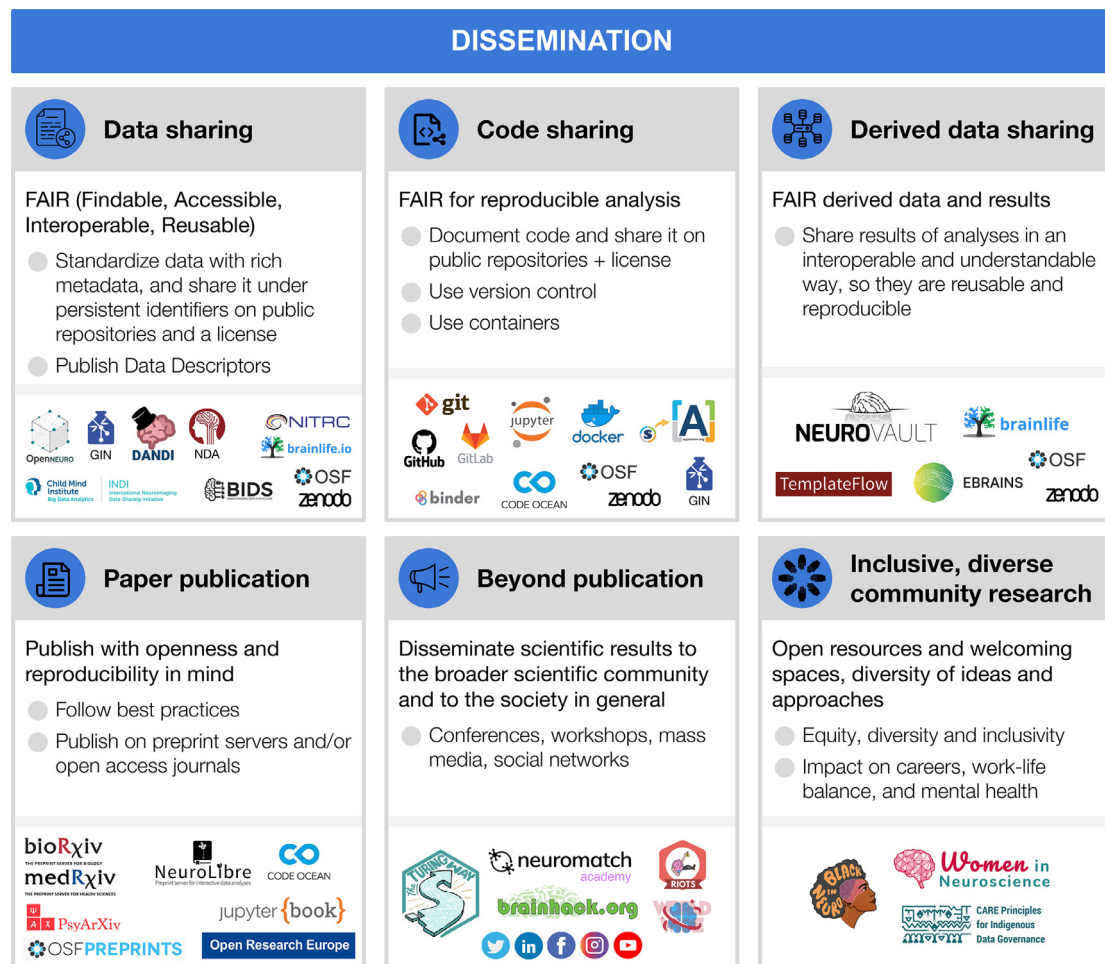 DISSEMINATION
Data sharing
FAIR (Findable, Accessible,
Interoperable, Reusable)
Standardize data with rich
metadata, and share it under
persistent identifiers on public
repositories and a license
Publish Data Descriptors
OPENNEURO
GIN
DANDI
NDA
NITRC
brainlife.io
Child Mind
Institute
Big Data Analytics
INDI
International Neuroimaging
Data-Sharing Initiative
BIDS
OSF
zenodo
Code sharing
FAIR for reproducible analysis
Document code and share it on
public repositories + license
Use version control
Use containers
git
jupyter
docker
S
A
GitHub
GitLab
binder
CODE OCEAN
OSF
zenodo
GIN
Derived data sharing
FAIR derived data and results
Share results of analyses in an
interoperable and understandable
way, so they are reusable and
reproducible
NEUROVAULT
brainlife
TemplateFlow
EBRAINS
OSF
zenodo
Paper publication
Publish with openness and
reproducibility in mind
Follow best practices
Publish on preprint servers and/or
open access journals
bioRxiv
THE PREPRINT SERVER FOR BIOLOGY
medRxiv
THE PREPRINT SERVER FOR HEALTH SCIENCES
NeuroLibre
Preprint server for interactive data analyses
CODE OCEAN
Ψ
A X PsyArXiv
jupyter {book}
OSFPREPRINTS
Open Research Europe
Beyond publication
Disseminate scientific results to
the broader scientific community
and to the society in general
Conferences, workshops, mass
media, social networks
THE TURING WAY
neuromatch
academy
RIOTS
brainhack.org
in
f
Inclusive, diverse
community research
Open resources and welcoming
spaces, diversity of ideas and
approaches
Equity, diversity and inclusivity
Impact on careers, work-life
balance, and mental health
BLACK
IN
NEURO
Women in
Neuroscience
CARE Principles
for Indigenous
Data Governance